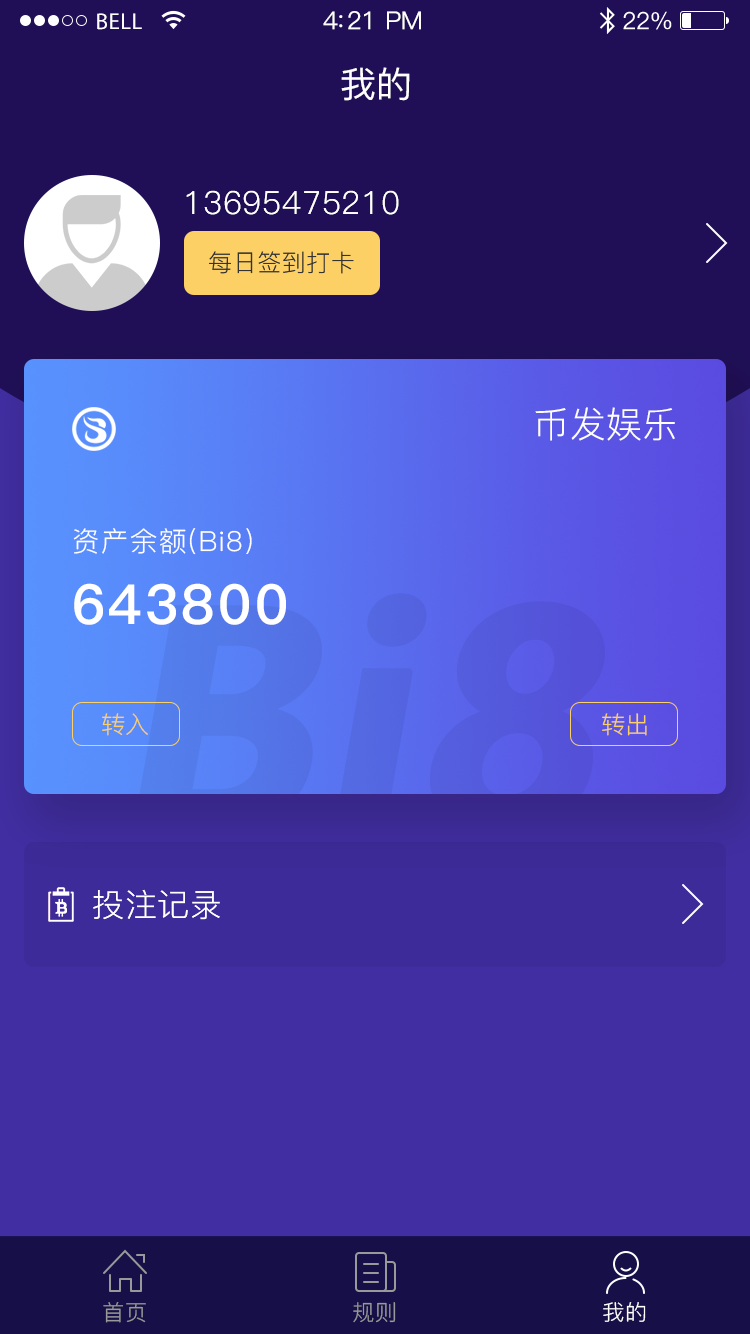 BELL 4:21 PM 22%
我的
13695475210
每日签到打卡
币发娱乐
资产余额(Bi8)
643800
Bi8
转入 转出
投注记录
首页 规则 我的